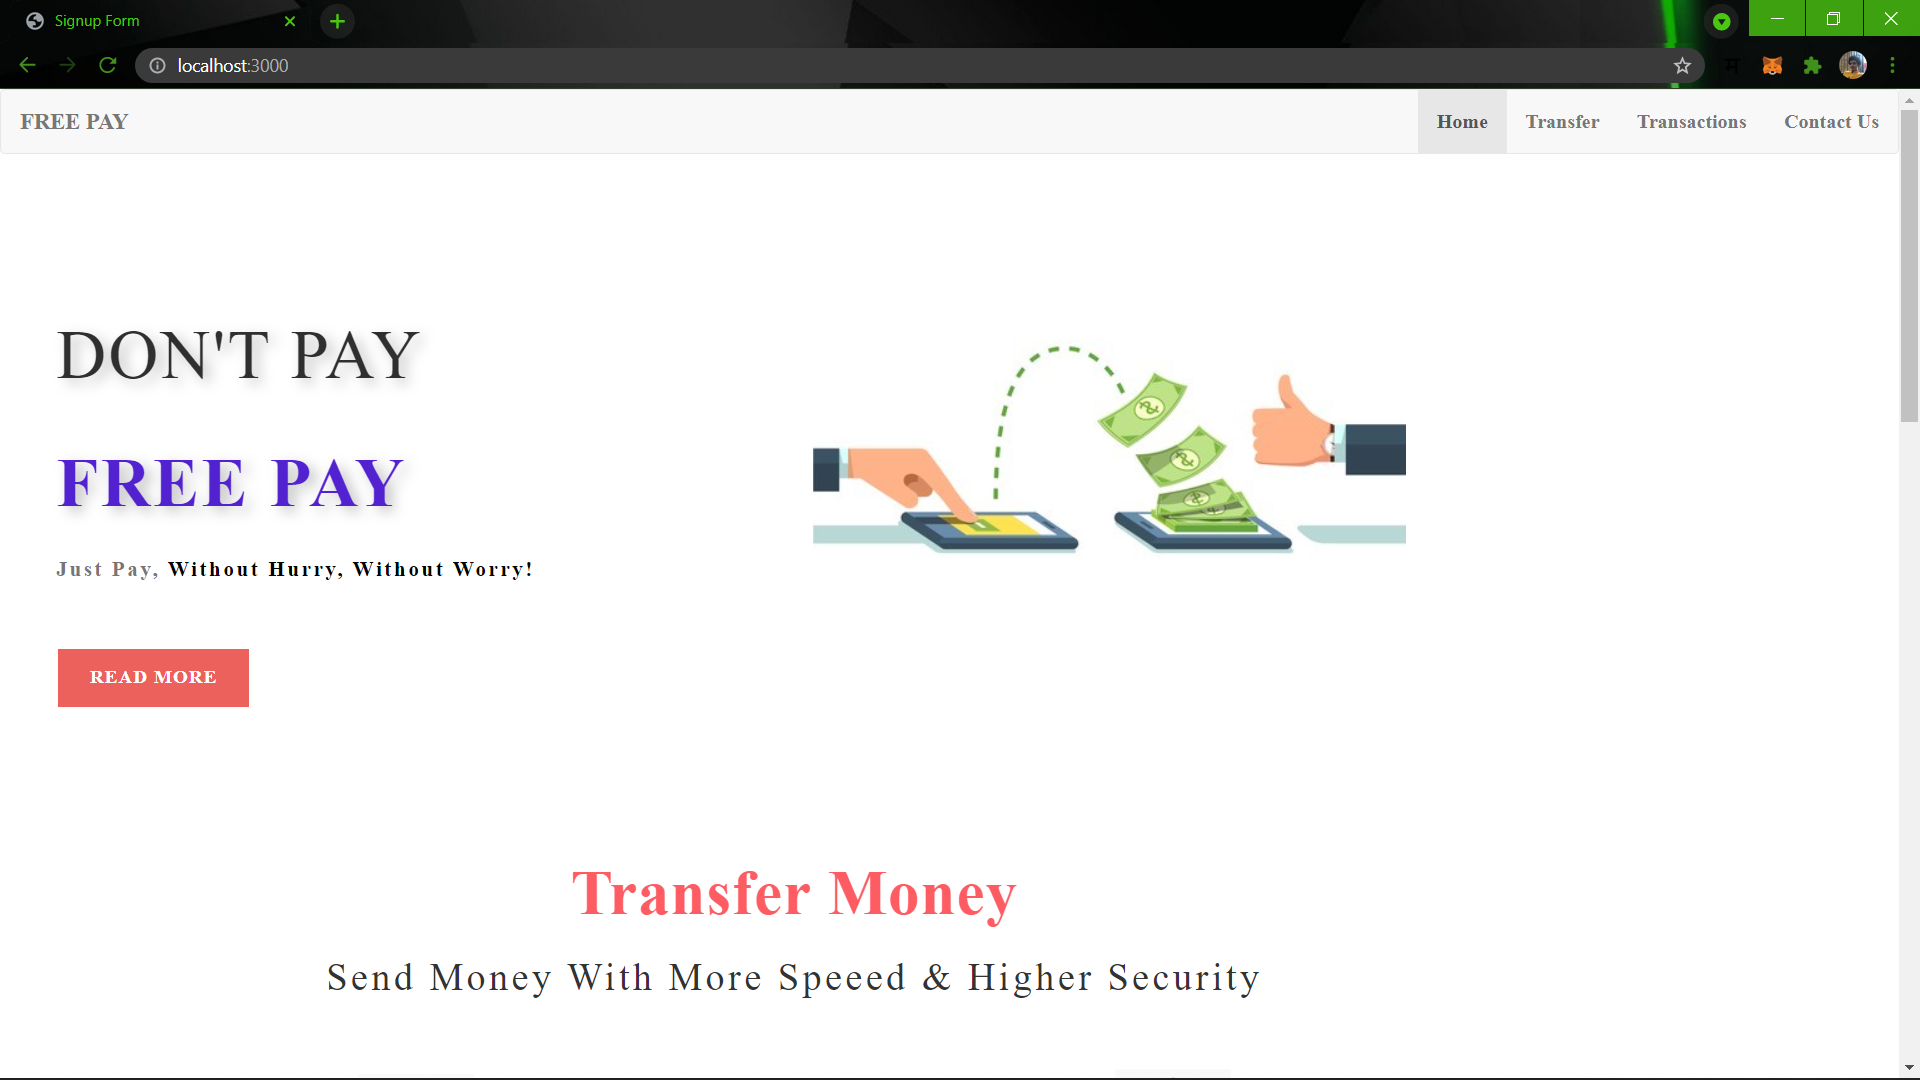 Signup Form
localhost:3000
FREE PAY
Home Transfer Transactions Contact Us
DON'T PAY
FREE PAY
Just Pay, Without Hurry, Without Worry!
READ MORE
Transfer Money
Send Money With More Speeed & Higher Security